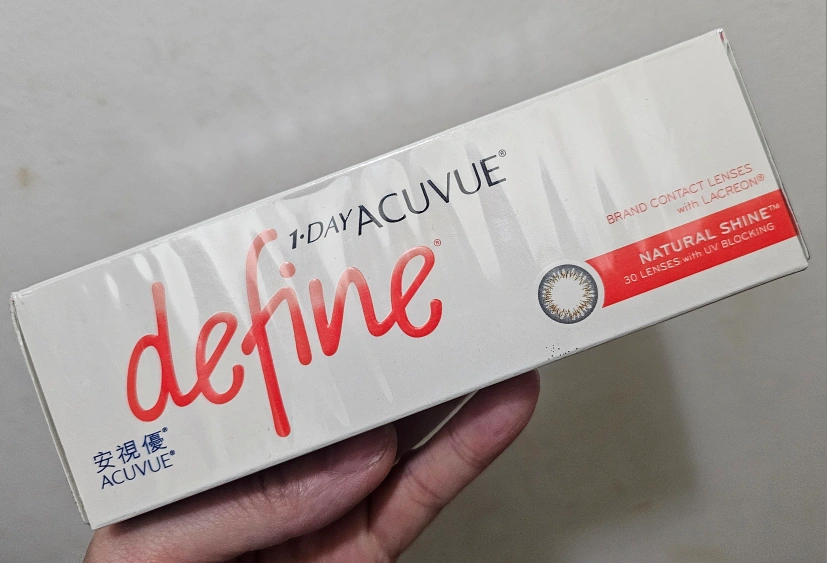 1·DAY ACUVUE®
define®
安視優®
ACUVUE®
BRAND CONTACT LENSES
with LACREON®
NATURAL SHINE™
30 LENSES with UV BLOCKING